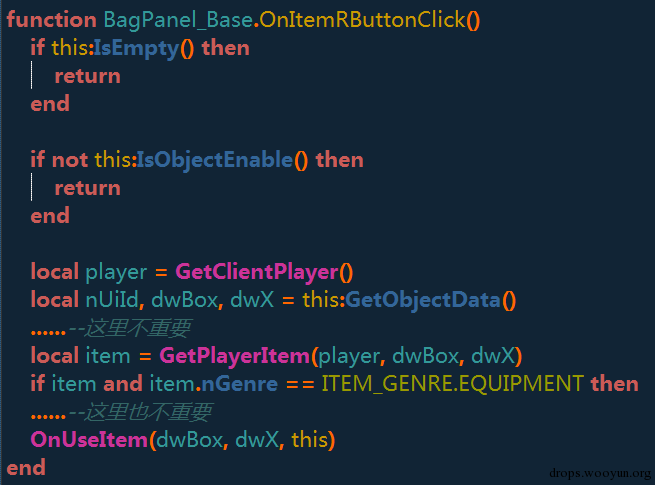 function BagPanel_Base.OnItemRButtonClick()
if this:IsEmpty() then
return
end
if not this:IsObjectEnable() then
return
end
local player = GetClientPlayer()
local nUiId, dwBox, dwX = this:GetObjectData()
...... --这里不重要
local item = GetPlayerItem(player, dwBox, dwX)
if item and item.nGenre == ITEM_GENRE.EQUIPMENT then
...... --这里也不重要
OnUseItem(dwBox, dwX, this)
end
drops.wooyun.org